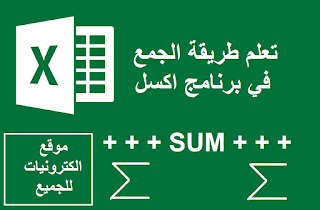 تعلم طريقة الجمع
في برنامج اكسل
X
+ + + SUM + + +
∑ ∑
موقع
الكترونيات
للجميع